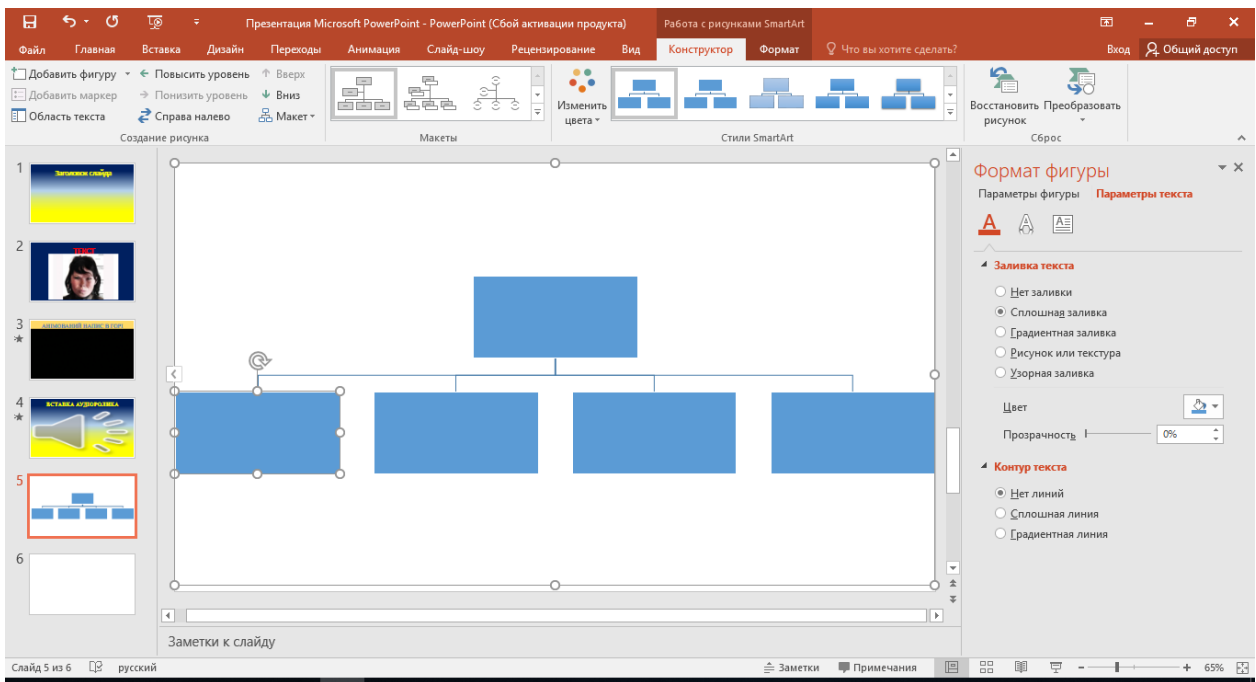 Презентация Microsoft PowerPoint - PowerPoint (Сбой активации продукта)
Работа с рисунками SmartArt
Файл Главная Вставка Дизайн Переходы Анимация Слайд-шоу Рецензирование Вид Конструктор Формат Что вы хотите сделать? Вход Общий доступ
Добавить фигуру Повысить уровень Вверх
Добавить маркер Понизить уровень Вниз
Область текста Справа налево Макет
Изменить цвета
Восстановить рисунок
Преобразовать
Создание рисунка Макеты Стили SmartArt Сброс
1
Заголовок слайда
2
ТЕКСТ
3
4
ВСТАВКА АУДІОРОЛИКА
5
6
Формат фигуры
Параметры фигуры Параметры текста
A A A
Заливка текста
Нет заливки
Сплошная заливка
Градиентная заливка
Рисунок или текстура
Узорная заливка
Цвет
Прозрачность 0%
Контур текста
Нет линий
Сплошная линия
Градиентная линия
Заметки к слайду
Слайд 5 из 6 русский Заметки Примечания 65%